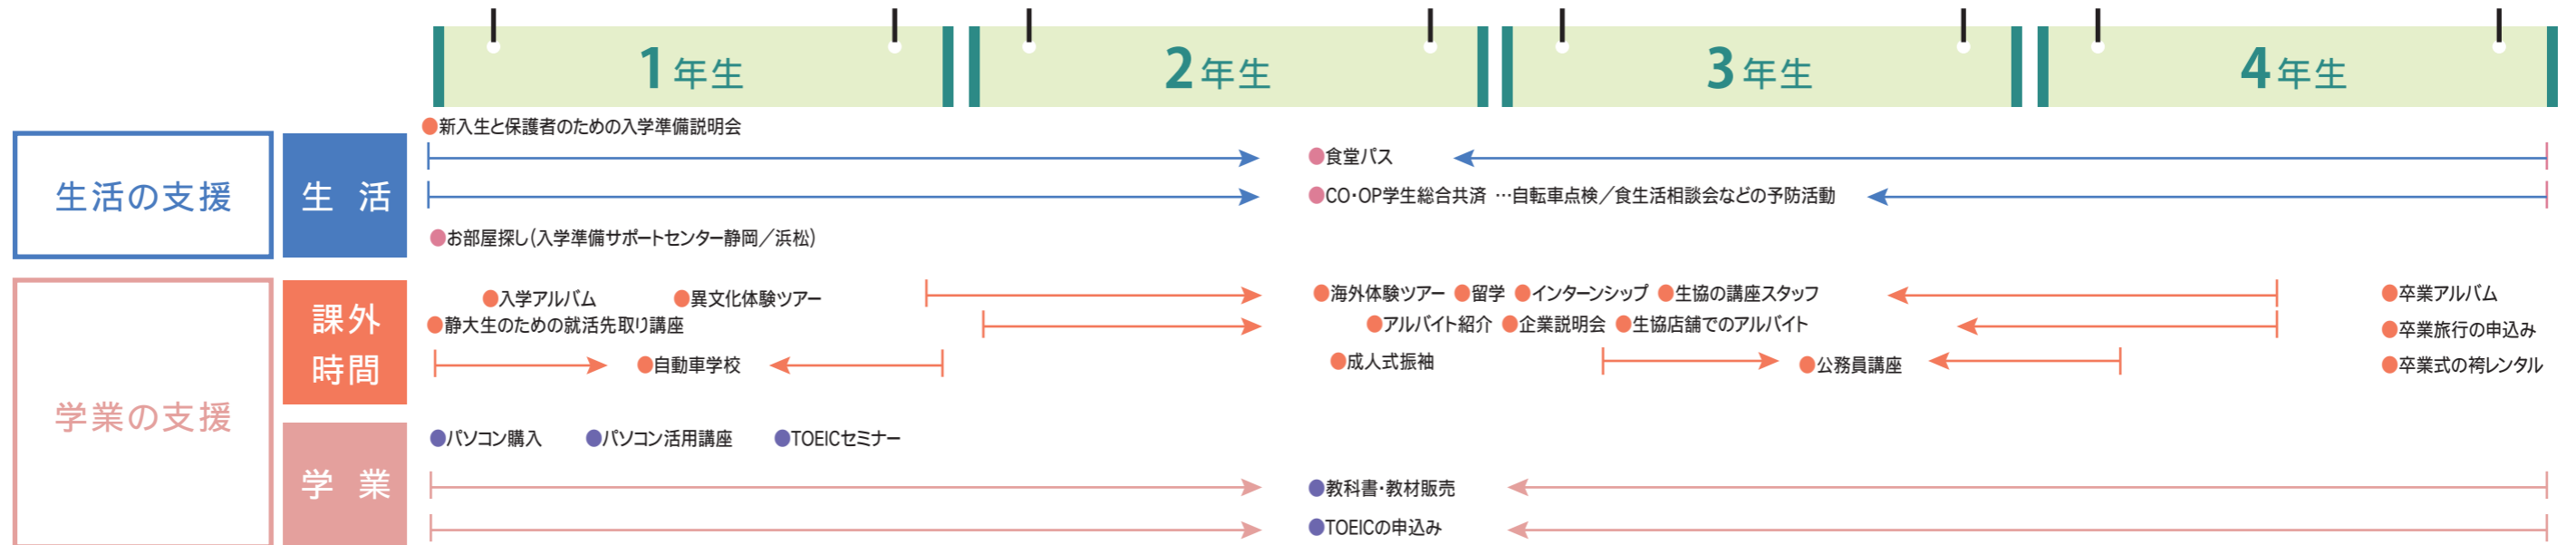 1年生
2年生
3年生
4年生
生活の支援
生 活
●新入生と保護者のための入学準備説明会
●食堂パス
●CO・OP学生総合共済 …自転車点検／食生活相談会などの予防活動
●お部屋探し(入学準備サポートセンター静岡／浜松)
学業の支援
課外
時間
●入学アルバム ●異文化体験ツアー
●海外体験ツアー ●留学 ●インターンシップ ●生協の講座スタッフ
●卒業アルバム
●静大生のための就活先取り講座
●アルバイト紹介 ●企業説明会 ●生協店舗でのアルバイト
●卒業旅行の申込み
●自動車学校
●成人式振袖
●公務員講座
●卒業式の袴レンタル
学 業
●パソコン購入 ●パソコン活用講座 ●TOEICセミナー
●教科書・教材販売
●TOEICの申込み